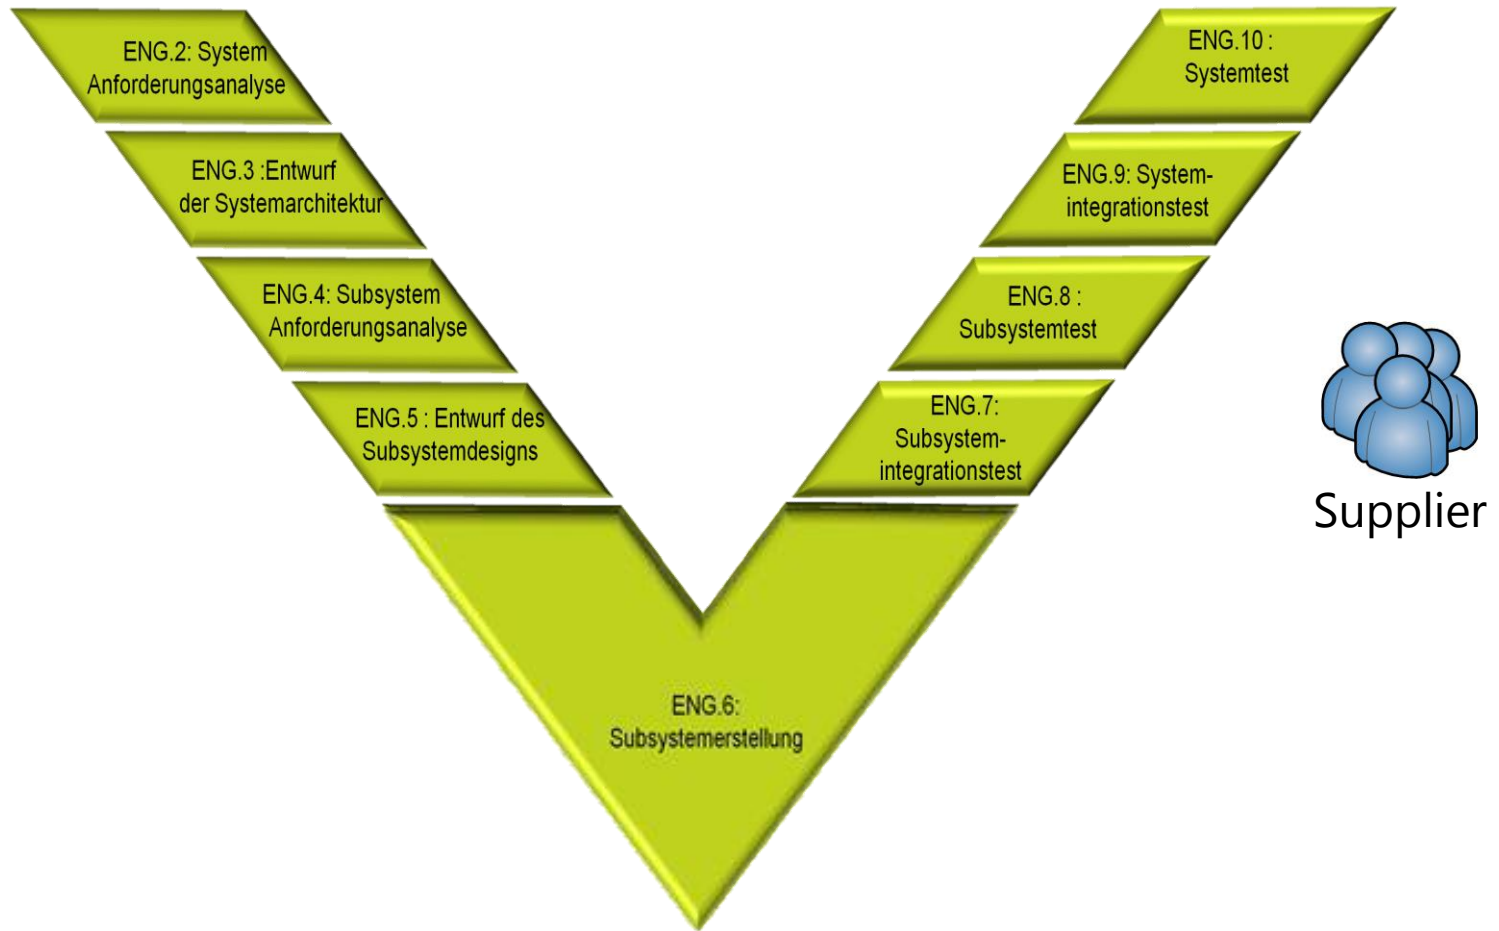 ENG.2: System
Anforderungsanalyse
ENG.3 :Entwurf
der Systemarchitektur
ENG.4: Subsystem
Anforderungsanalyse
ENG.5 : Entwurf des
Subsystemdesigns
ENG.6:
Subsystemerstellung
ENG.7:
Subsystem-
integrationstest
ENG.8 :
Subsystemtest
ENG.9: System-
integrationstest
ENG.10 :
Systemtest
Supplier